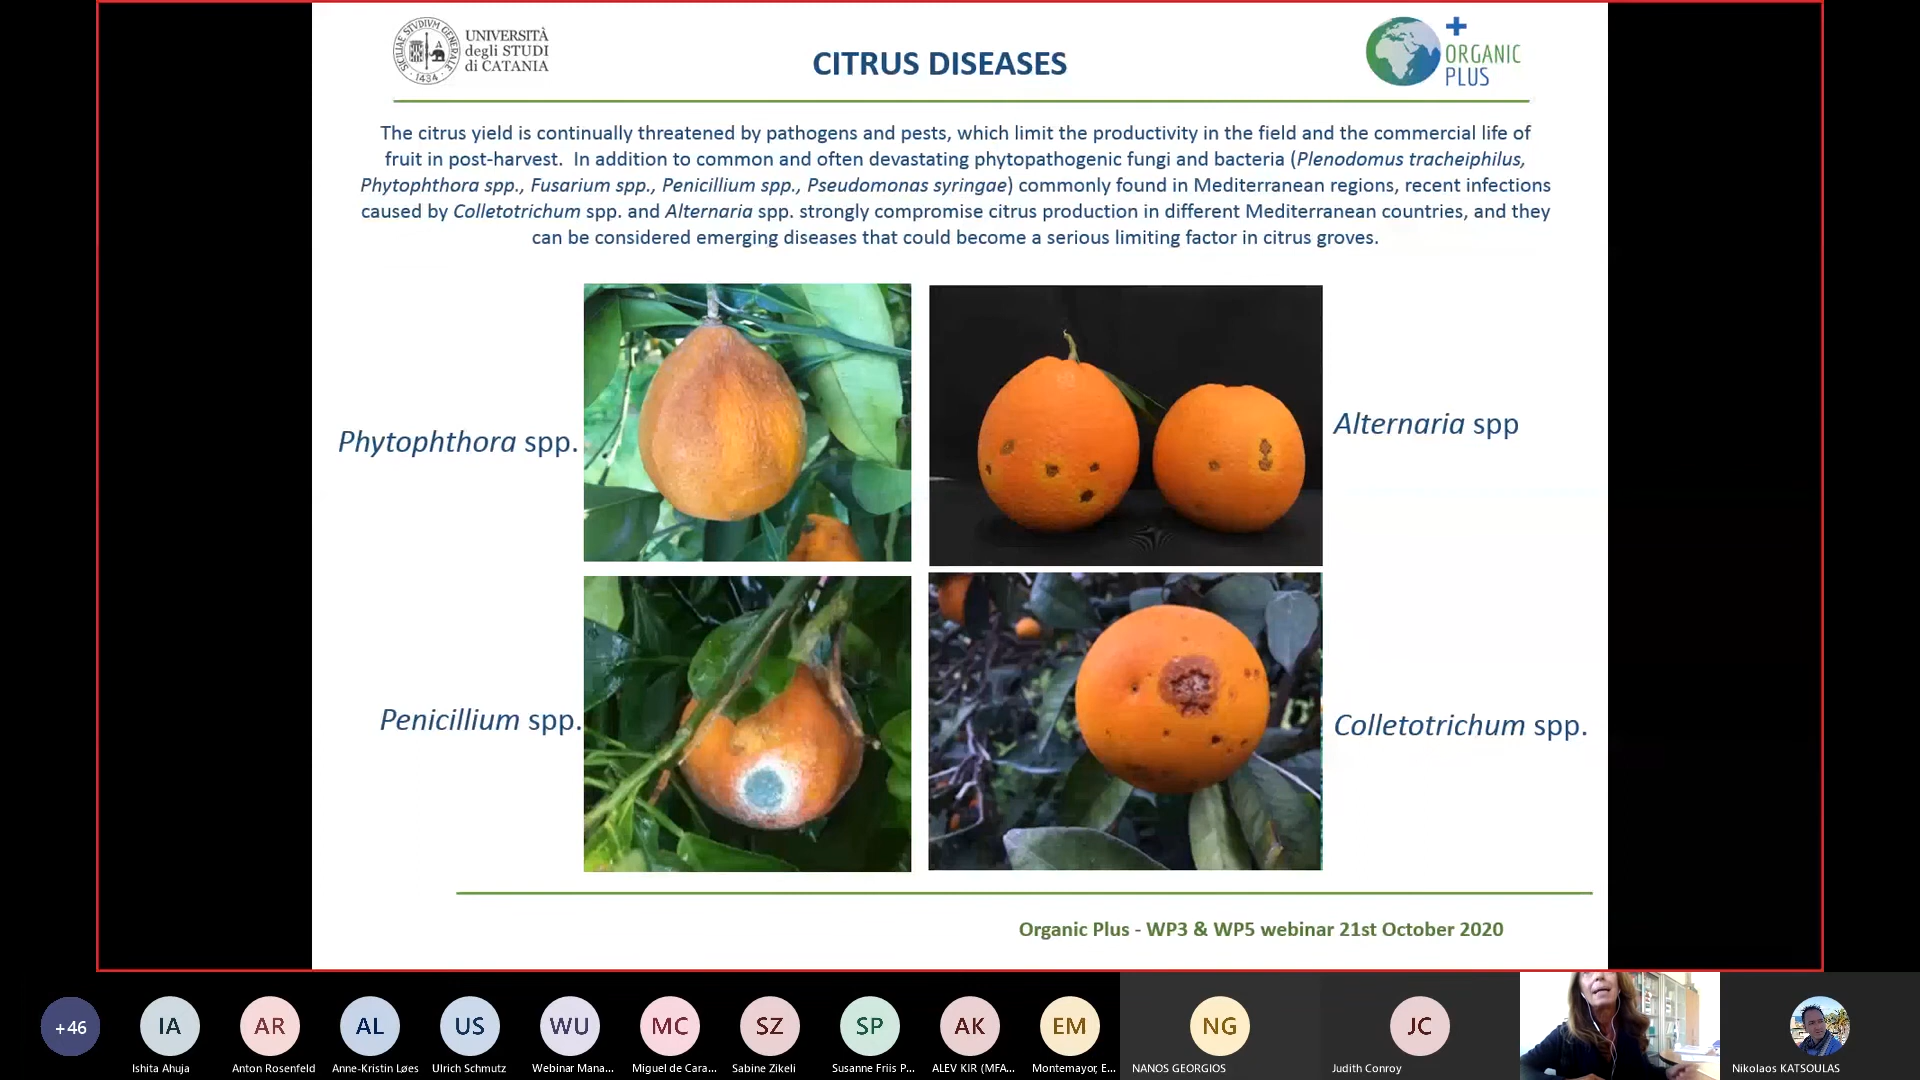 UNIVERSITÀ
degli STUDI
di CATANIA
SICILIAE STVDIVM GENERALE
1434
CITRUS DISEASES
+
ORGANIC
PLUS
The citrus yield is continually threatened by pathogens and pests, which limit the productivity in the field and the commercial life of
fruit in post-harvest. In addition to common and often devastating phytopathogenic fungi and bacteria (Plenodomus tracheiphilus,
Phytophthora spp., Fusarium spp., Penicillium spp., Pseudomonas syringae) commonly found in Mediterranean regions, recent infections
caused by Colletotrichum spp. and Alternaria spp. strongly compromise citrus production in different Mediterranean countries, and they
can be considered emerging diseases that could become a serious limiting factor in citrus groves.
Phytophthora spp.
Alternaria spp
Penicillium spp.
Colletotrichum spp.
Organic Plus - WP3 & WP5 webinar 21st October 2020
+46
IA
AR
AL
US
WU
MC
SZ
SP
AK
EM
NG
JC
Ishita Ahuja
Anton Rosenfeld
Anne-Kristin Løes
Ulrich Schmutz
Webinar Mana...
Miguel de Cara...
Sabine Zikeli
Susanne Friis P...
ALEV KIR (MFA...
Montemayor, E...
NANOS GEORGIOS
Judith Conroy
Nikolaos KATSOULAS